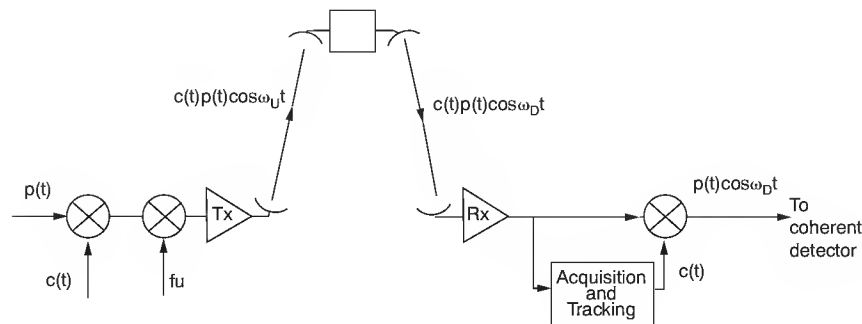 c(t)p(t)cosω_Ut
c(t)p(t)cosω_Dt
p(t)
Tx
Rx
p(t)cosω_Dt
To
coherent
detector
c(t)
fu
Acquisition
and
Tracking
c(t)